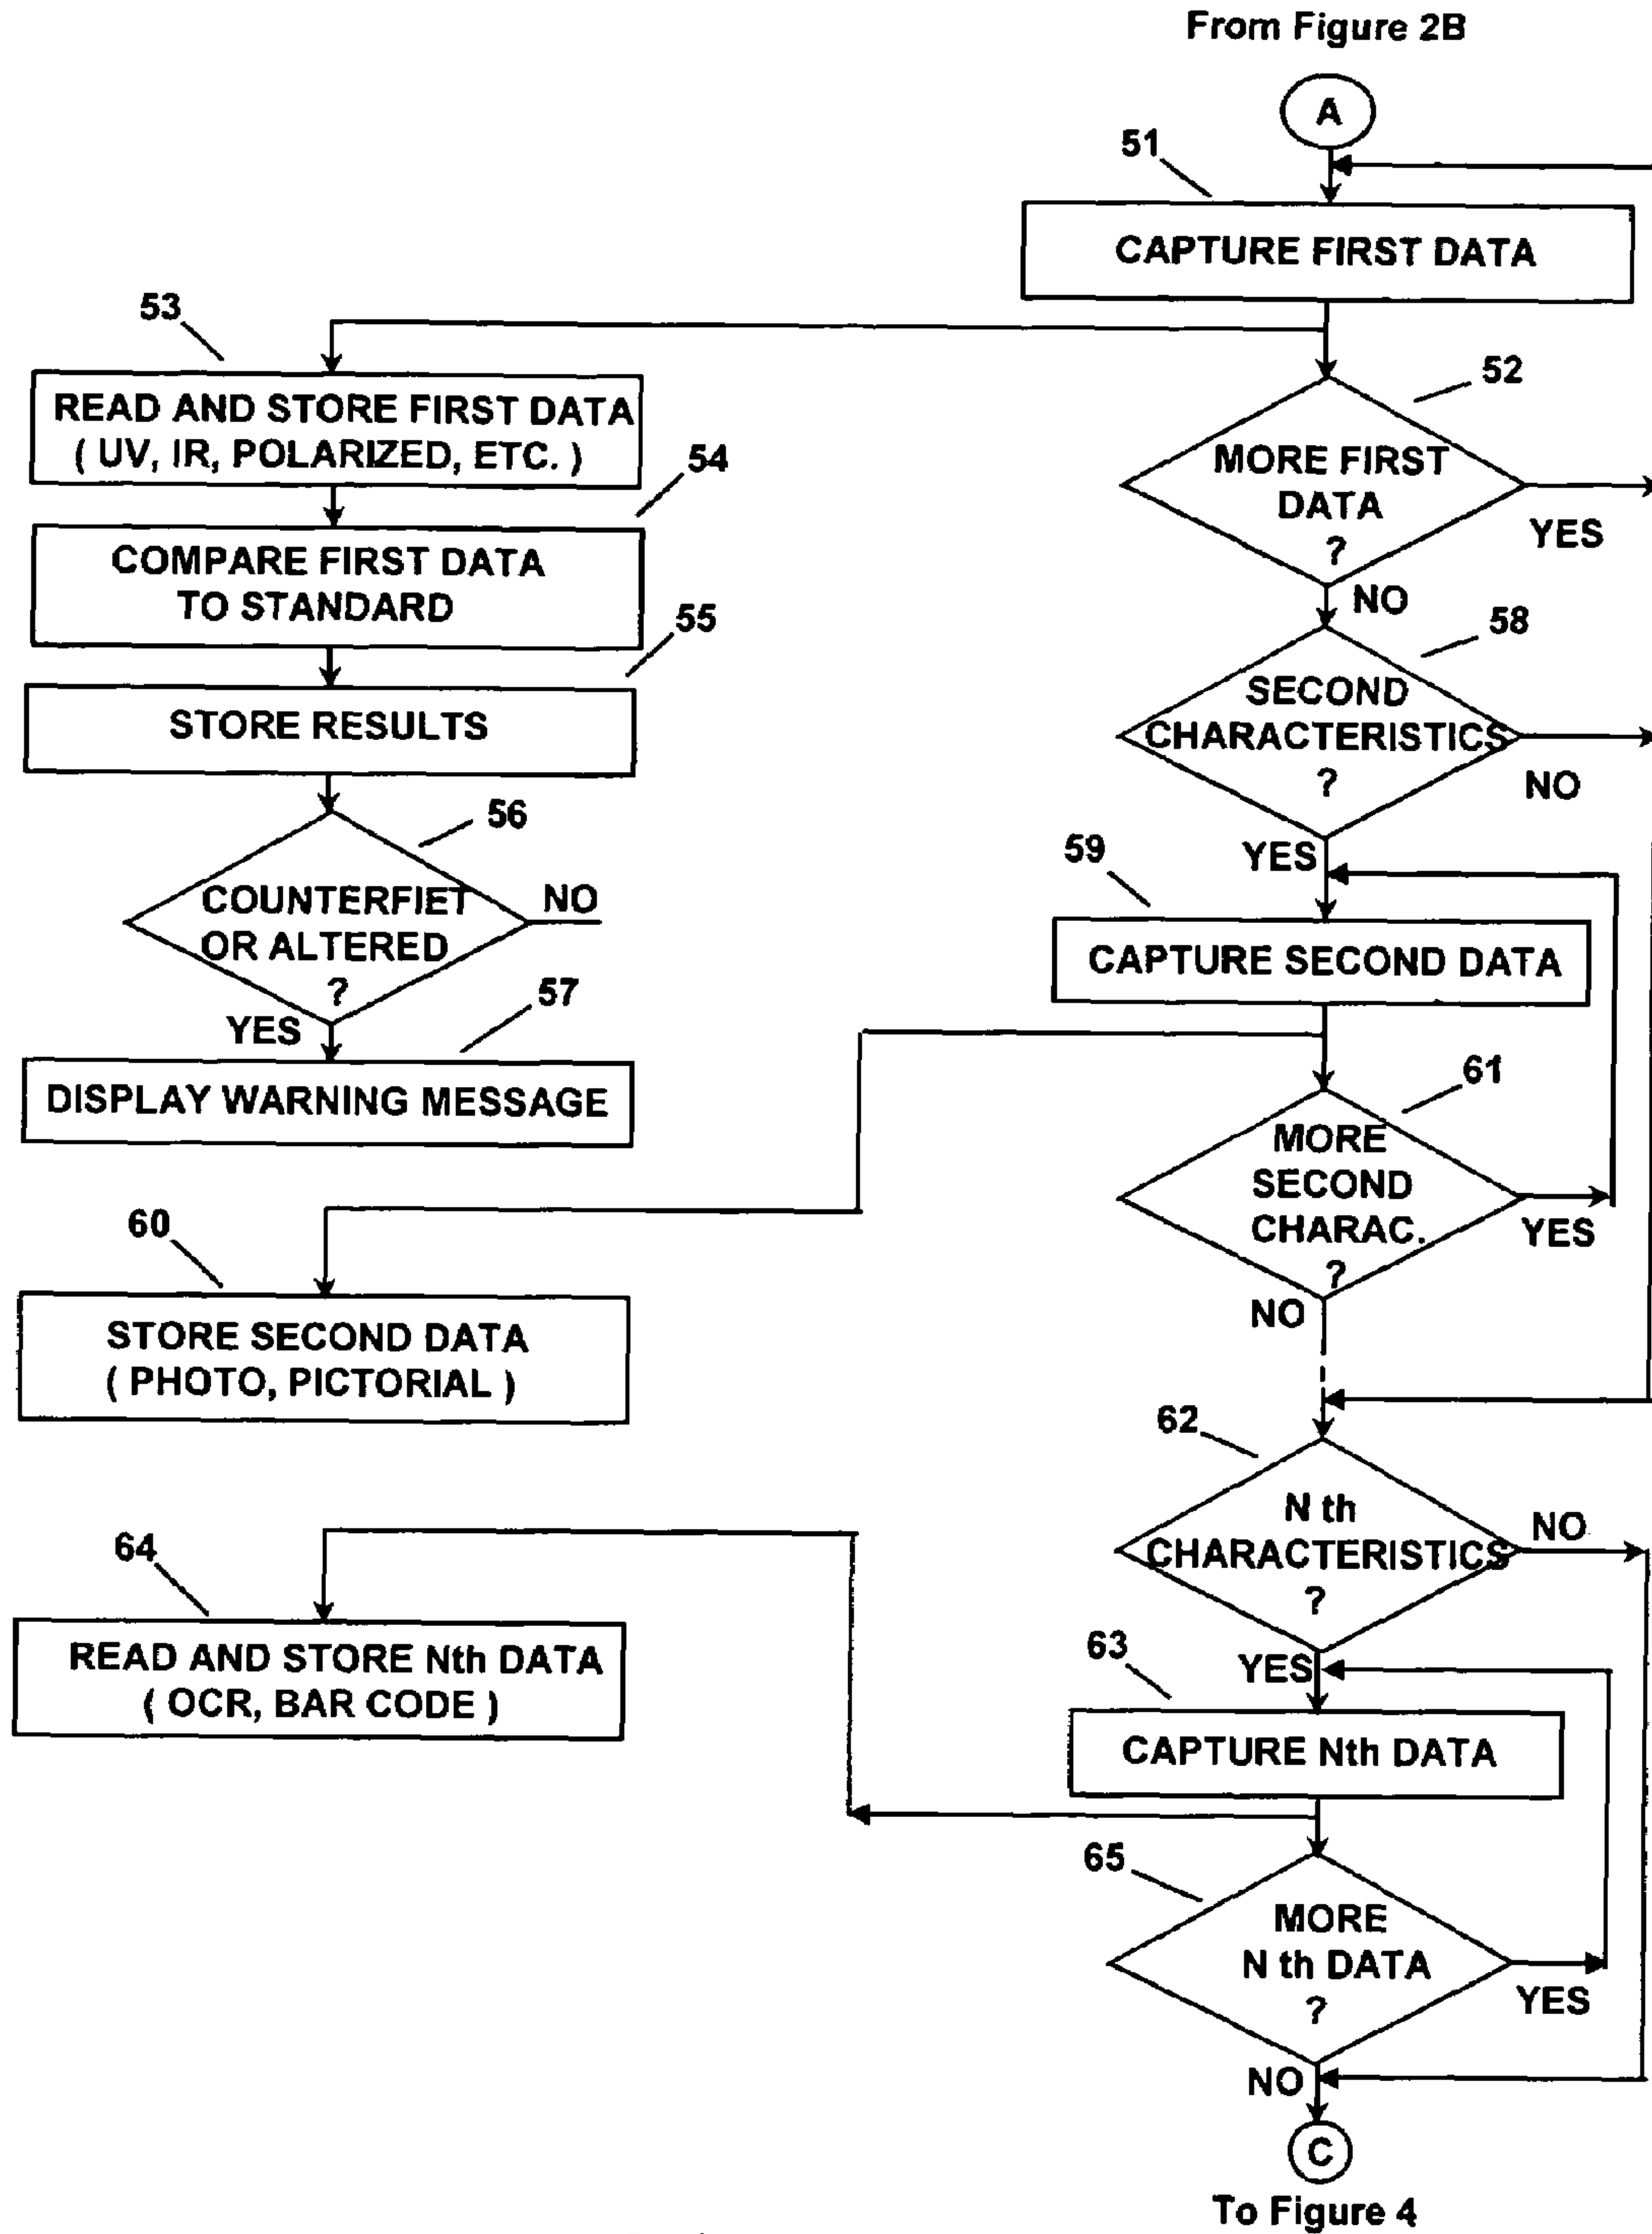 From Figure 2B
A
51
CAPTURE FIRST DATA
53
READ AND STORE FIRST DATA
( UV, IR, POLARIZED, ETC. )
52
MORE FIRST
DATA
?
YES
NO
54
COMPARE FIRST DATA
TO STANDARD
55
STORE RESULTS
58
SECOND
CHARACTERISTICS
?
NO
YES
56
COUNTERFIET
OR ALTERED
?
NO
YES
57
DISPLAY WARNING MESSAGE
59
CAPTURE SECOND DATA
61
MORE
SECOND
CHARAC.
?
YES
NO
60
STORE SECOND DATA
( PHOTO, PICTORIAL )
62
N th
CHARACTERISTICS
?
NO
YES
64
READ AND STORE Nth DATA
( OCR, BAR CODE )
63
CAPTURE Nth DATA
65
MORE
N th DATA
?
YES
NO
C
To Figure 4